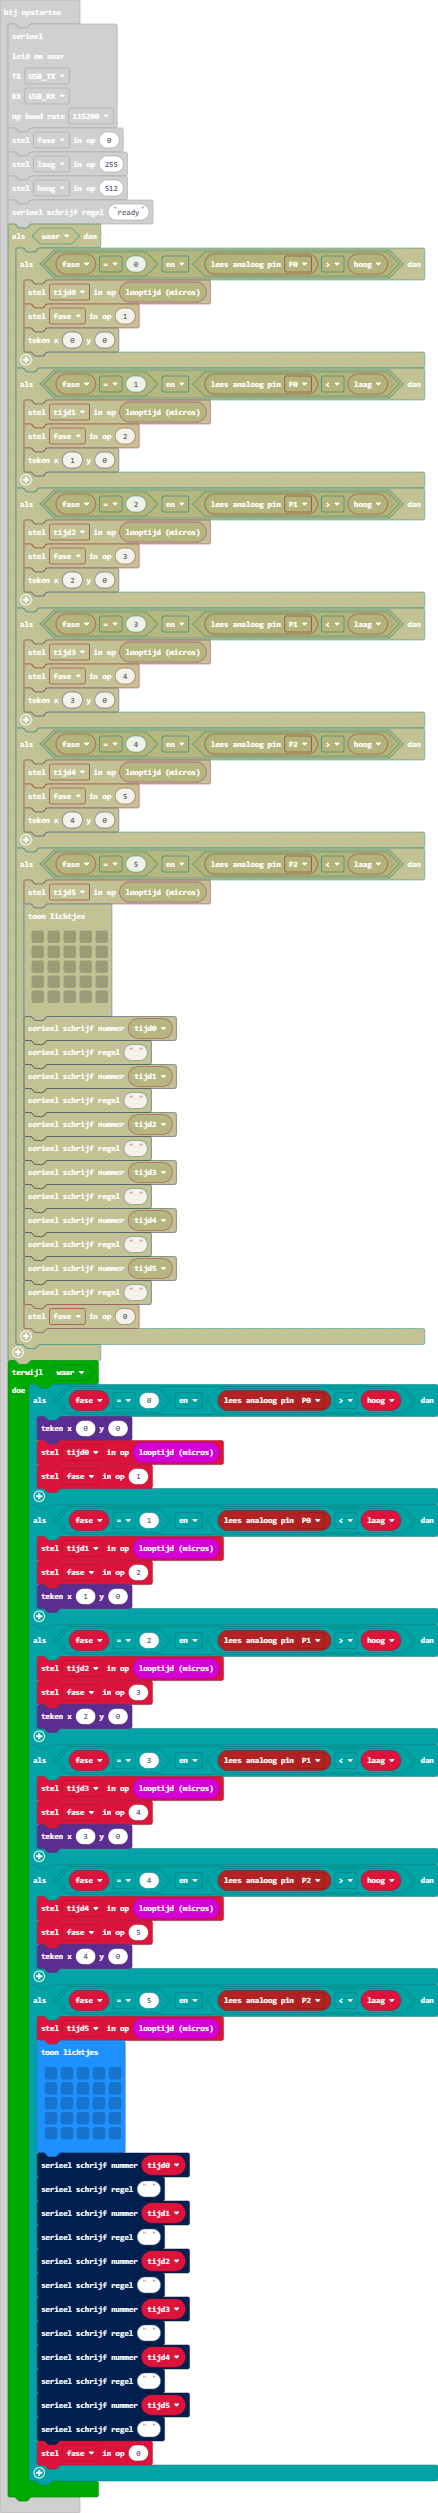 bij opstarten
serieel
leid om naar
TX USB_TX
RX USB_RX
op baud rate 115200
stel fase in op 0
stel laag in op 255
stel hoog in op 512
serieel schrijf regel "ready"
als waar dan
als fase = 0 en lees analoog pin P0 > hoog dan
stel tijd0 in op looptijd (micros)
stel fase in op 1
teken x 0 y 0
als fase = 1 en lees analoog pin P0 < laag dan
stel tijd1 in op looptijd (micros)
stel fase in op 2
teken x 1 y 0
als fase = 2 en lees analoog pin P1 > hoog dan
stel tijd2 in op looptijd (micros)
stel fase in op 3
teken x 2 y 0
als fase = 3 en lees analoog pin P1 < laag dan
stel tijd3 in op looptijd (micros)
stel fase in op 4
teken x 3 y 0
als fase = 4 en lees analoog pin P2 > hoog dan
stel tijd4 in op looptijd (micros)
stel fase in op 5
teken x 4 y 0
als fase = 5 en lees analoog pin P2 < laag dan
stel tijd5 in op looptijd (micros)
toon lichtjes
serieel schrijf nummer tijd0
serieel schrijf regel " "
serieel schrijf nummer tijd1
serieel schrijf regel " "
serieel schrijf nummer tijd2
serieel schrijf regel " "
serieel schrijf nummer tijd3
serieel schrijf regel " "
serieel schrijf nummer tijd4
serieel schrijf regel " "
serieel schrijf nummer tijd5
serieel schrijf regel " "
stel fase in op 0
terwijl waar
doe
als fase = 0 en lees analoog pin P0 > hoog dan
teken x 0 y 0
stel tijd0 in op looptijd (micros)
stel fase in op 1
als fase = 1 en lees analoog pin P0 < laag dan
stel tijd1 in op looptijd (micros)
stel fase in op 2
teken x 1 y 0
als fase = 2 en lees analoog pin P1 > hoog dan
stel tijd2 in op looptijd (micros)
stel fase in op 3
teken x 2 y 0
als fase = 3 en lees analoog pin P1 < laag dan
stel tijd3 in op looptijd (micros)
stel fase in op 4
teken x 3 y 0
als fase = 4 en lees analoog pin P2 > hoog dan
stel tijd4 in op looptijd (micros)
stel fase in op 5
teken x 4 y 0
als fase = 5 en lees analoog pin P2 < laag dan
stel tijd5 in op looptijd (micros)
toon lichtjes
serieel schrijf nummer tijd0
serieel schrijf regel " "
serieel schrijf nummer tijd1
serieel schrijf regel " "
serieel schrijf nummer tijd2
serieel schrijf regel " "
serieel schrijf nummer tijd3
serieel schrijf regel " "
serieel schrijf nummer tijd4
serieel schrijf regel " "
serieel schrijf nummer tijd5
serieel schrijf regel " "
stel fase in op 0